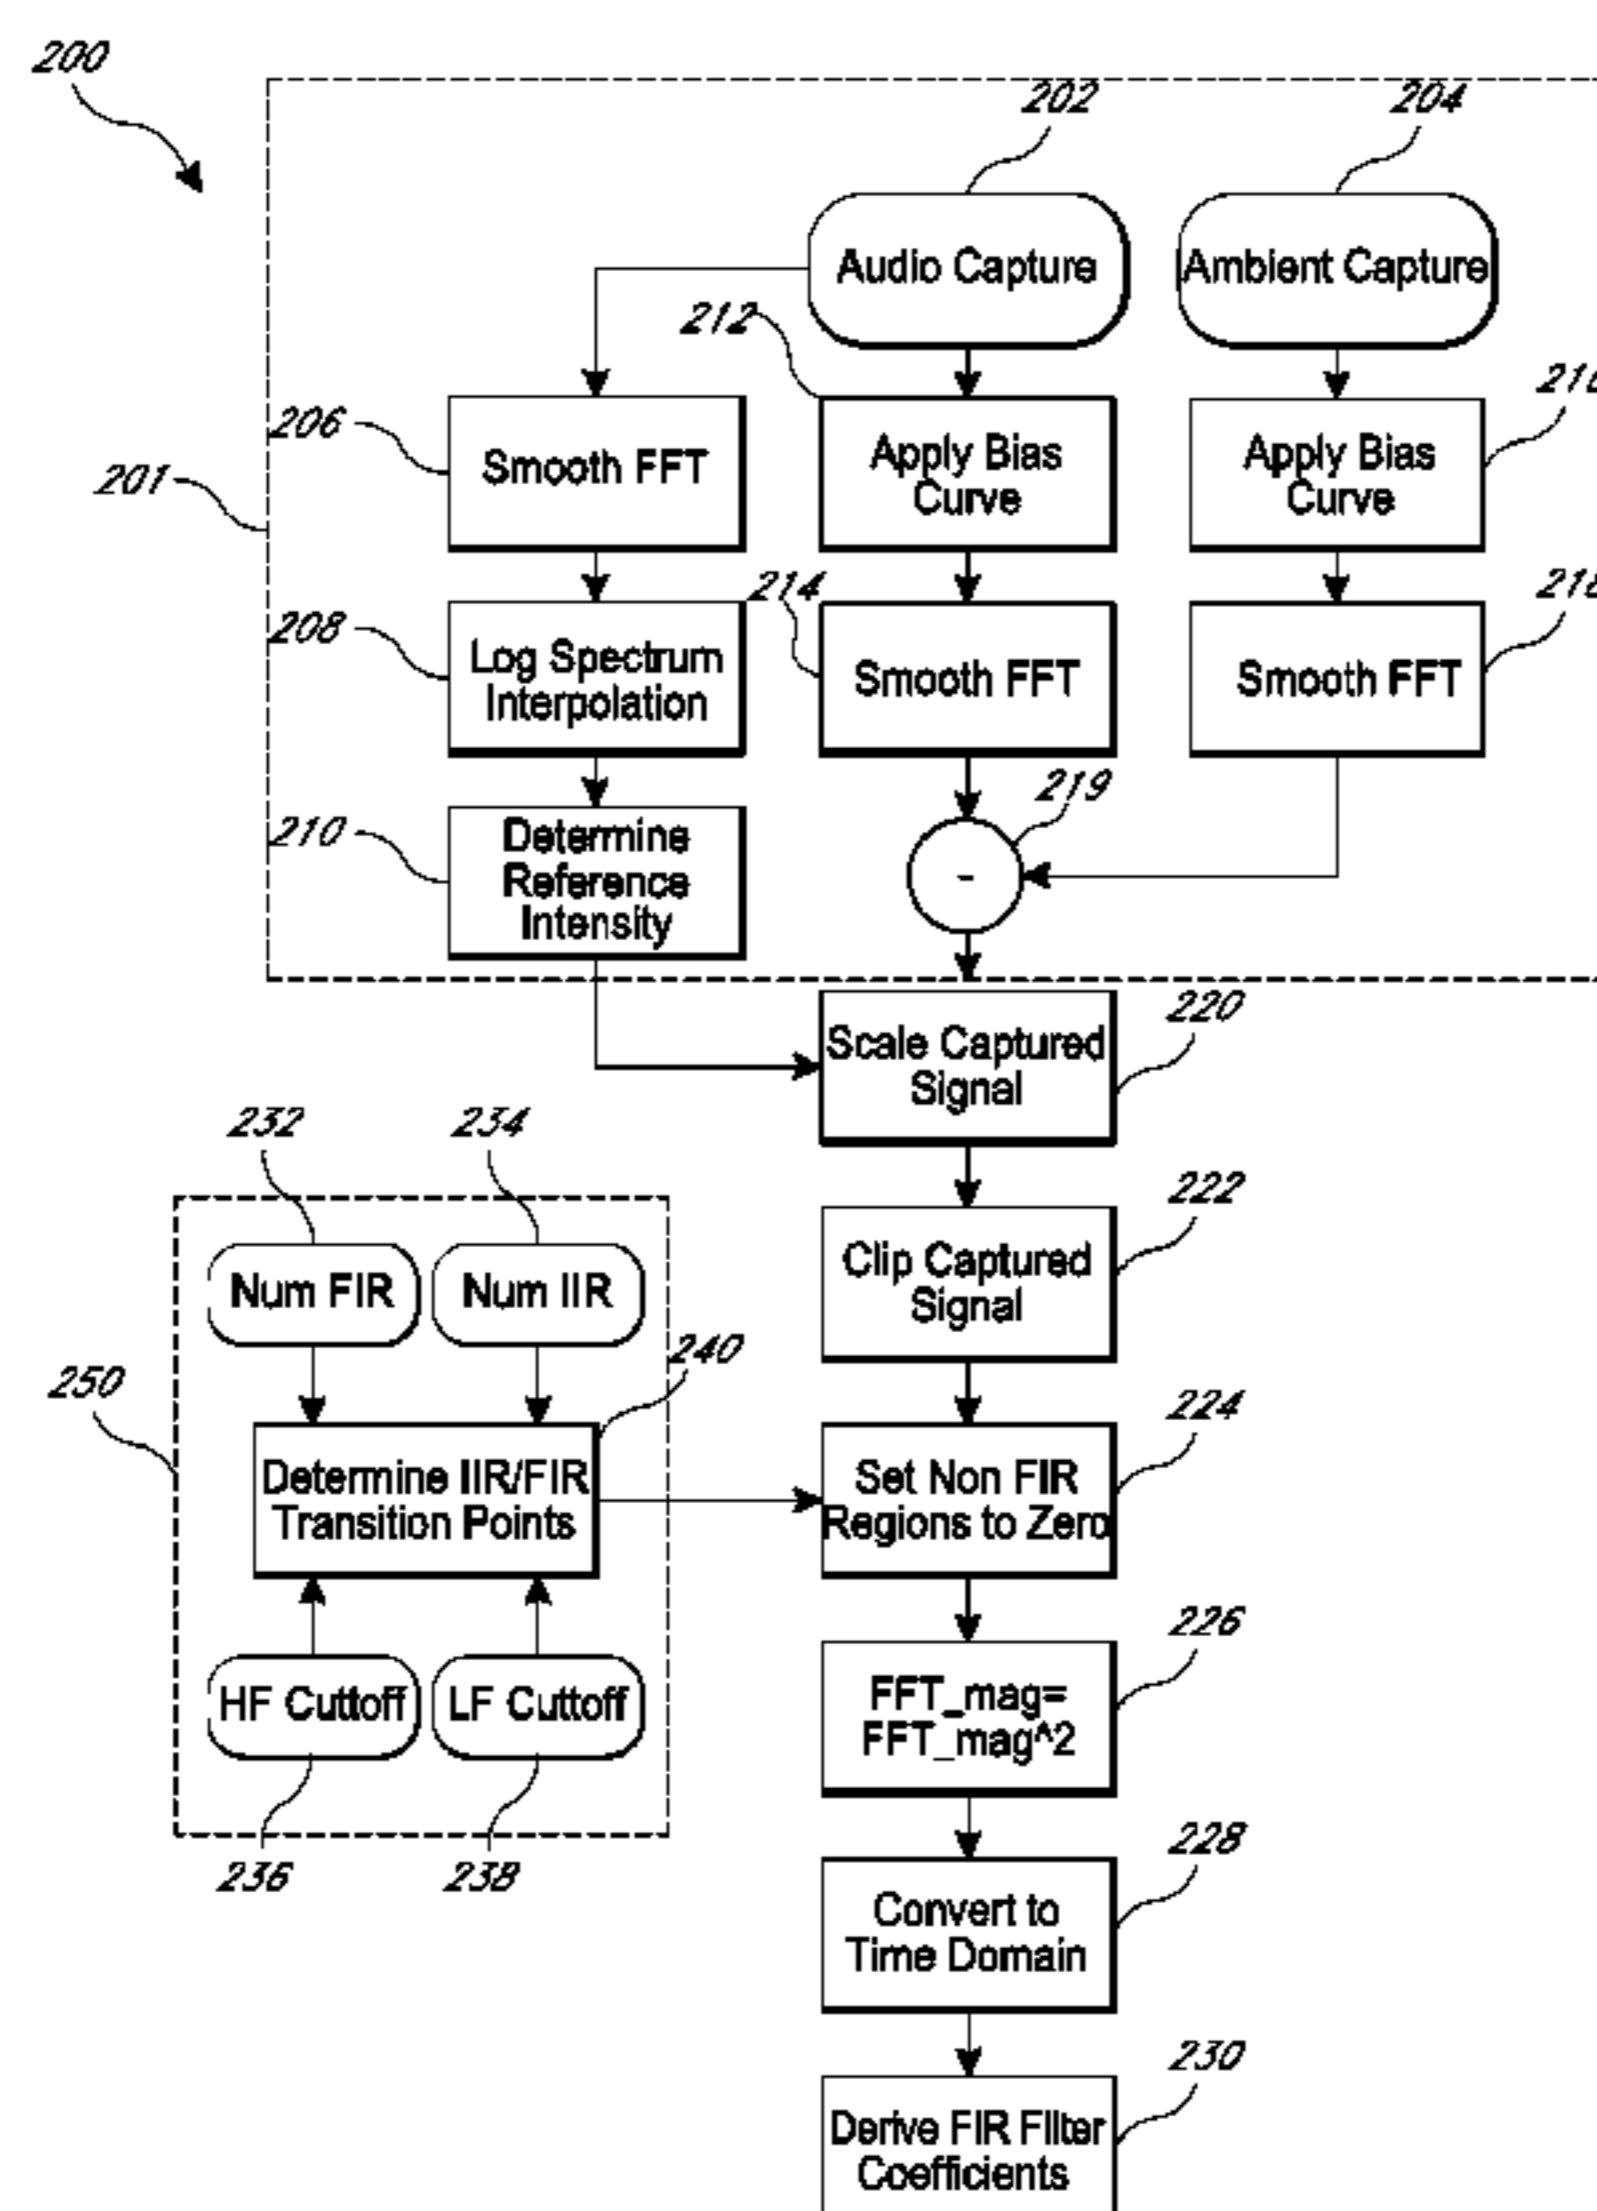 200
202
204
Audio Capture
Ambient Capture
212
206
Smooth FFT
Apply Bias
Curve
Apply Bias
Curve
201
214
208
Log Spectrum
Interpolation
Smooth FFT
Smooth FFT
219
210
Determine
Reference
Intensity
-
220
Scale Captured
Signal
232
234
222
Num FIR
Num IIR
Clip Captured
Signal
240
250
224
Determine IIR/FIR
Transition Points
Set Non FIR
Regions to Zero
226
HF Cuttoff
LF Cuttoff
FFT_mag=
FFT_mag^2
236
238
228
Convert to
Time Domain
230
Derive FIR Filter
Coefficients